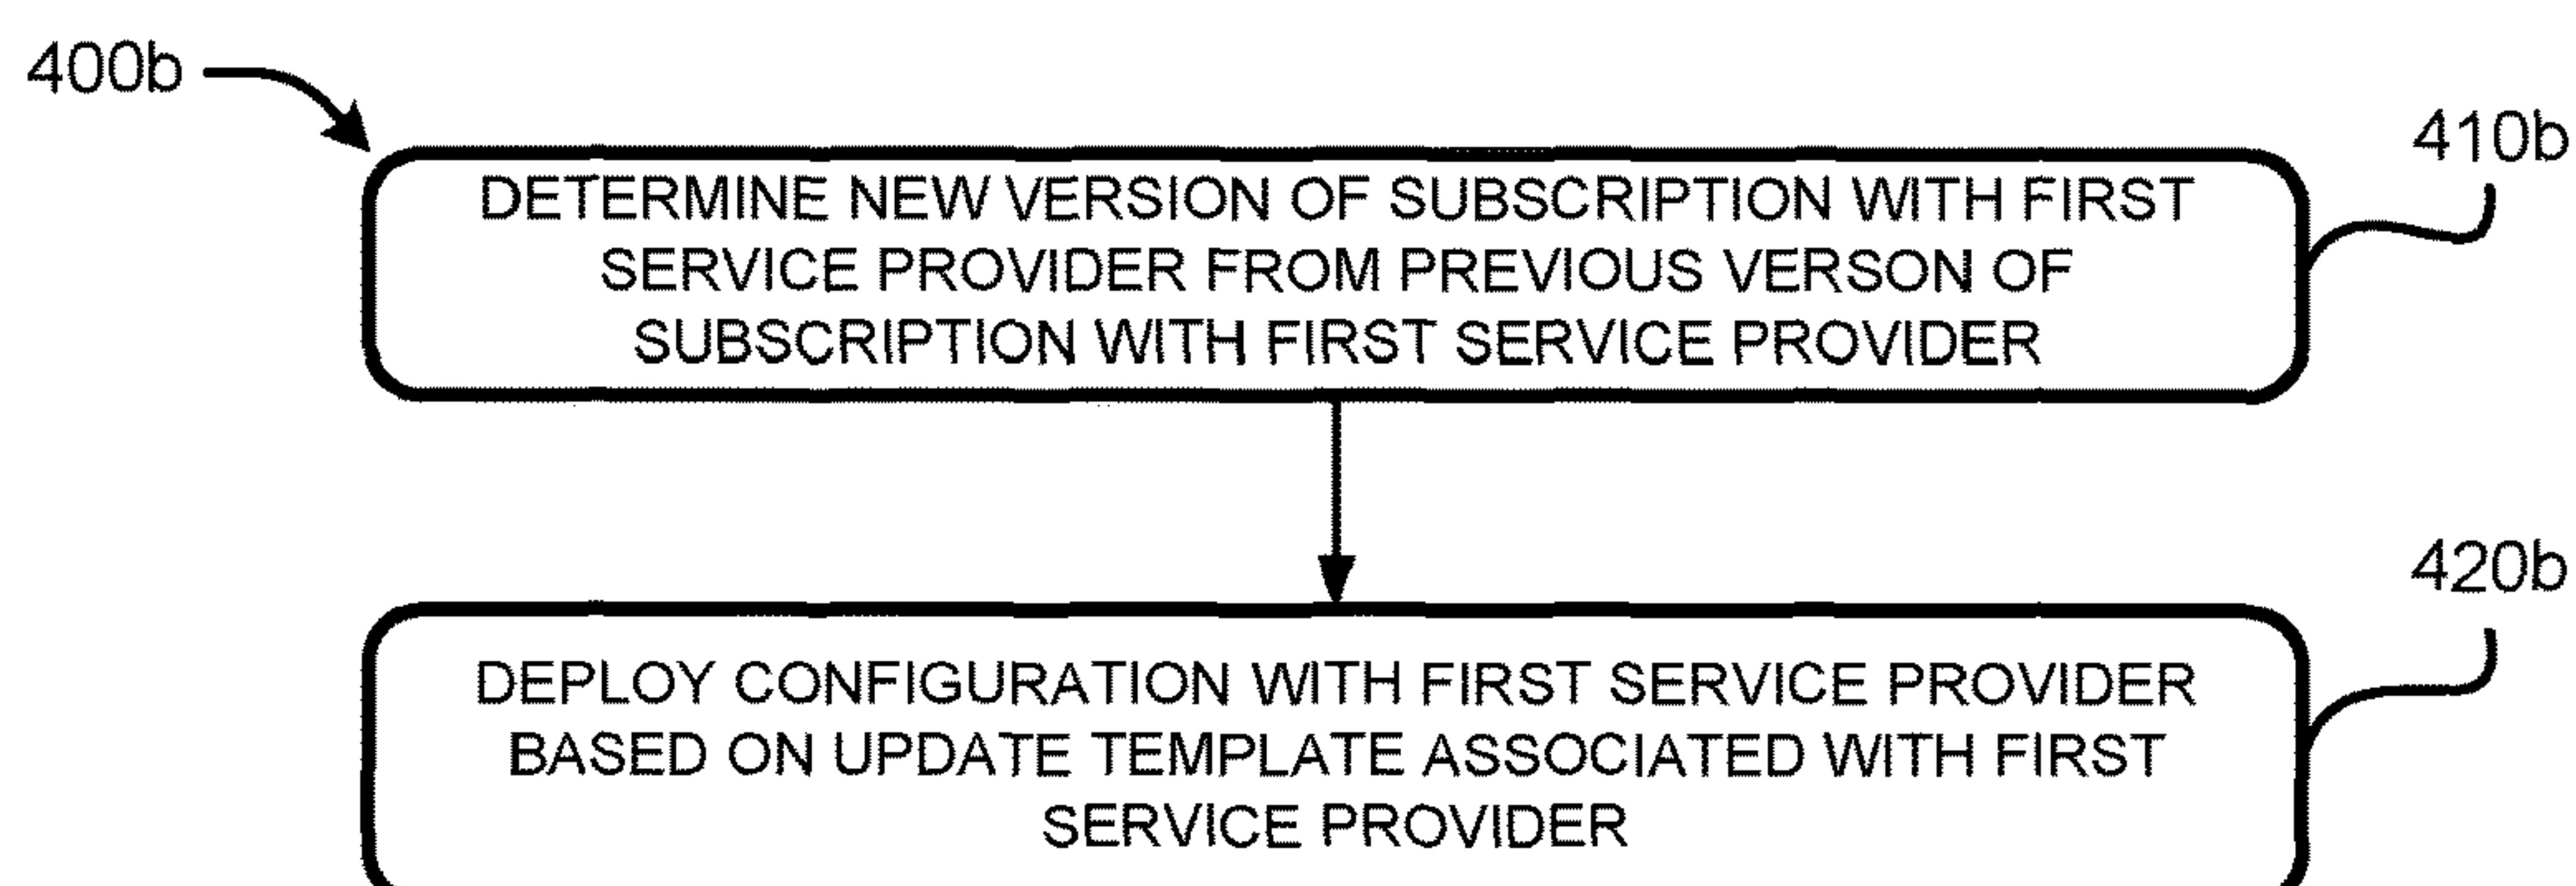 400b
410b
DETERMINE NEW VERSION OF SUBSCRIPTION WITH FIRST
SERVICE PROVIDER FROM PREVIOUS VERSON OF
SUBSCRIPTION WITH FIRST SERVICE PROVIDER
420b
DEPLOY CONFIGURATION WITH FIRST SERVICE PROVIDER
BASED ON UPDATE TEMPLATE ASSOCIATED WITH FIRST
SERVICE PROVIDER